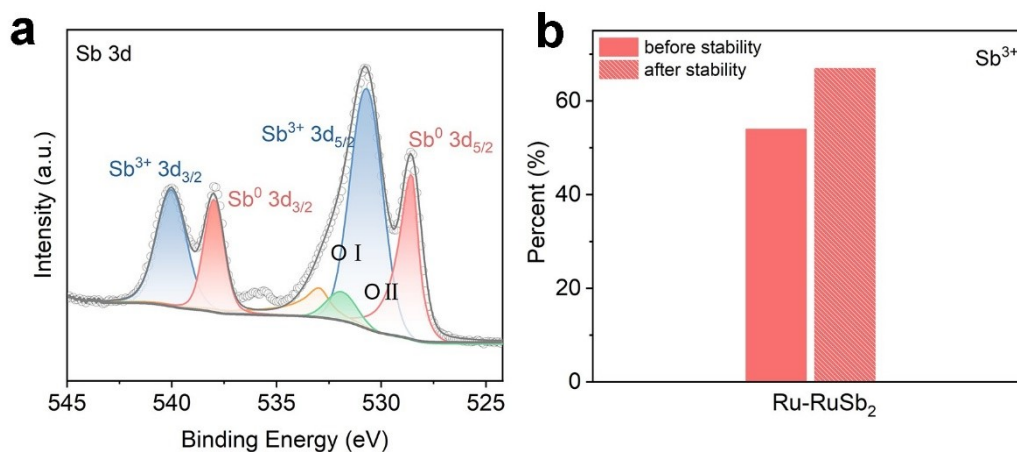 a
Sb 3d
Sb³⁺ 3d₃/₂
Sb⁰ 3d₃/₂
Sb³⁺ 3d₅/₂
Sb⁰ 3d₅/₂
O I
O II
Intensity (a.u.)
545 540 535 530 525
Binding Energy (eV)
b
before stability
after stability
Sb³⁺
Percent (%)
60
40
20
0
Ru-RuSb₂